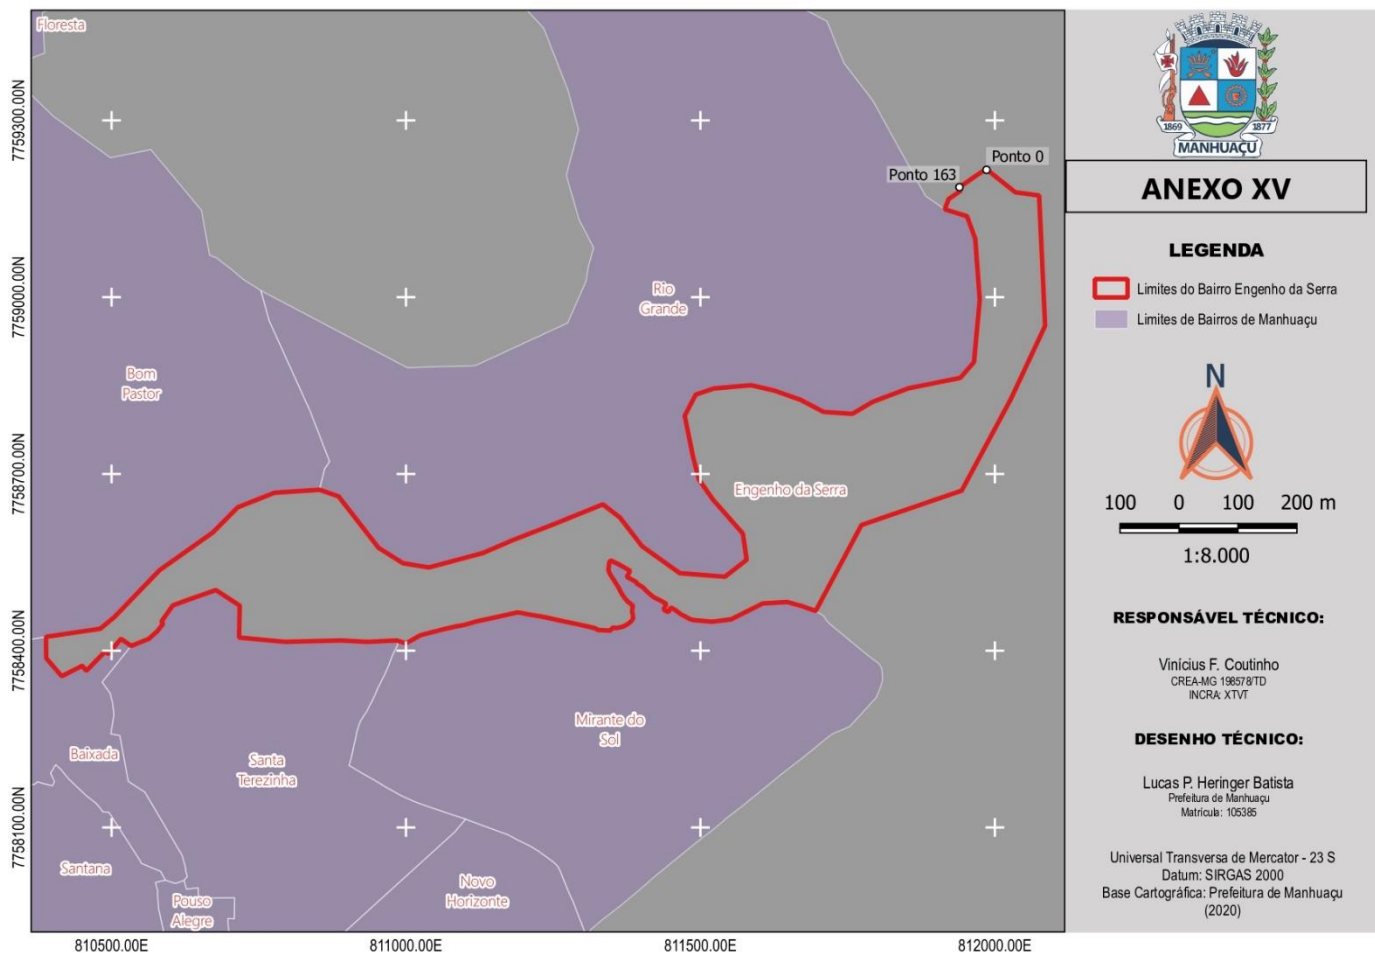 Floresta
Ponto 0
Ponto 163
Rio
Grande
Bom
Pastor
Engenho da Serra
Mirante do
Sol
Baixada
Santa
Terezinha
Santana
Pouso
Alegre
Novo
Horizonte
7759300.00N
7759000.00N
7758700.00N
7758400.00N
7758100.00N
810500.00E
811000.00E
811500.00E
812000.00E
1869
1877
MANHUAÇU
ANEXO XV
LEGENDA
Limites do Bairro Engenho da Serra
Limites de Bairros de Manhuaçu
N
100 0 100 200 m
1:8.000
RESPONSÁVEL TÉCNICO:
Vinícius F. Coutinho
CREA-MG 198578/TD
INCRA: XTVT
DESENHO TÉCNICO:
Lucas P. Heringer Batista
Prefeitura de Manhuaçu
Matrícula: 105385
Universal Transversa de Mercator - 23 S
Datum: SIRGAS 2000
Base Cartográfica: Prefeitura de Manhuaçu
(2020)